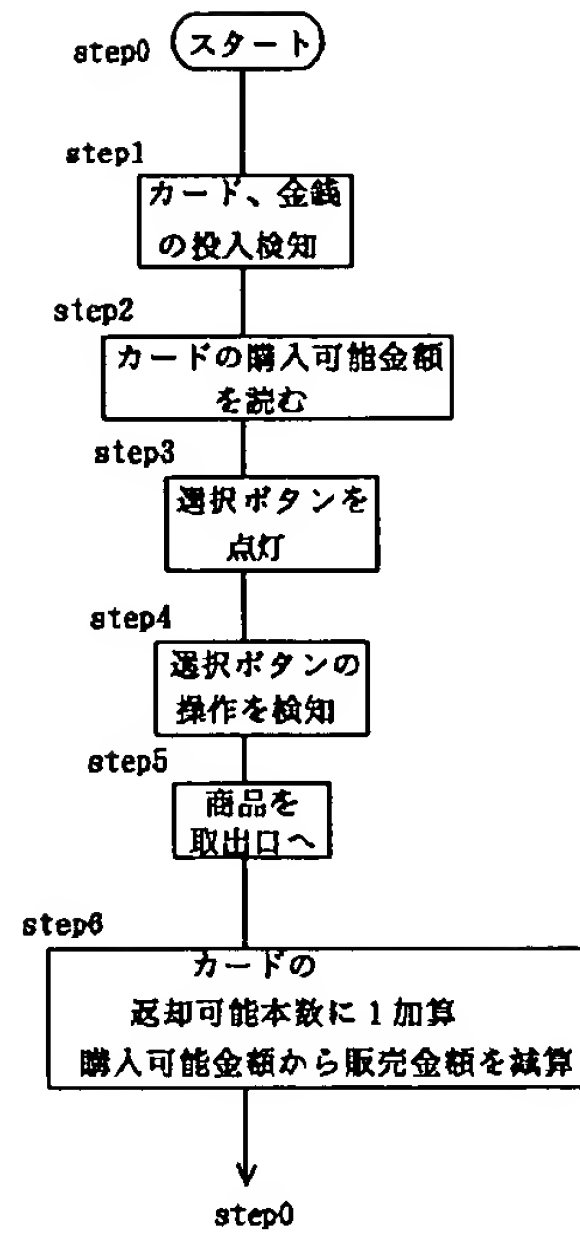 step0
スタート
step1
カード、金銭
の投入検知
step2
カードの購入可能金額
を読む
step3
選択ボタンを
点灯
step4
選択ボタンの
操作を検知
step5
商品を
取出口へ
step6
カードの
返却可能本数に1加算
購入可能金額から販売金額を減算
step0